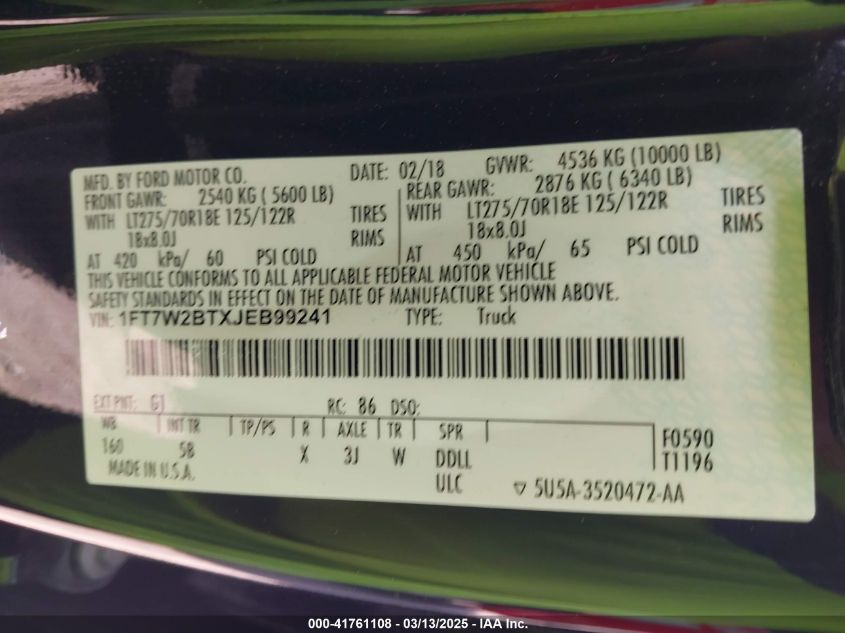 MFD. BY FORD MOTOR CO. DATE: 02/18 GVWR: 4536 KG (10000 LB)
FRONT GAWR: 2540 KG ( 5600 LB) REAR GAWR: 2876 KG ( 6340 LB)
WITH LT275/70R18E 125/122R TIRES WITH LT275/70R18E 125/122R TIRES
18x8.0J RIMS 18x8.0J RIMS
AT 420 kPa/ 60 PSI COLD AT 450 kPa/ 65 PSI COLD
THIS VEHICLE CONFORMS TO ALL APPLICABLE FEDERAL MOTOR VEHICLE
SAFETY STANDARDS IN EFFECT ON THE DATE OF MANUFACTURE SHOWN ABOVE.
VIN: 1FT7W2BTXJEB99241 TYPE: Truck
EXT PNT: G1 RC: 86 DSO:
WB INT TR TP/PS R AXLE TR SPR F0590
160 58 X 3J W DDLL T1196
MADE IN U.S.A. ULC 5U5A-3520472-AA
000-41761108 - 03/13/2025 - IAA Inc.